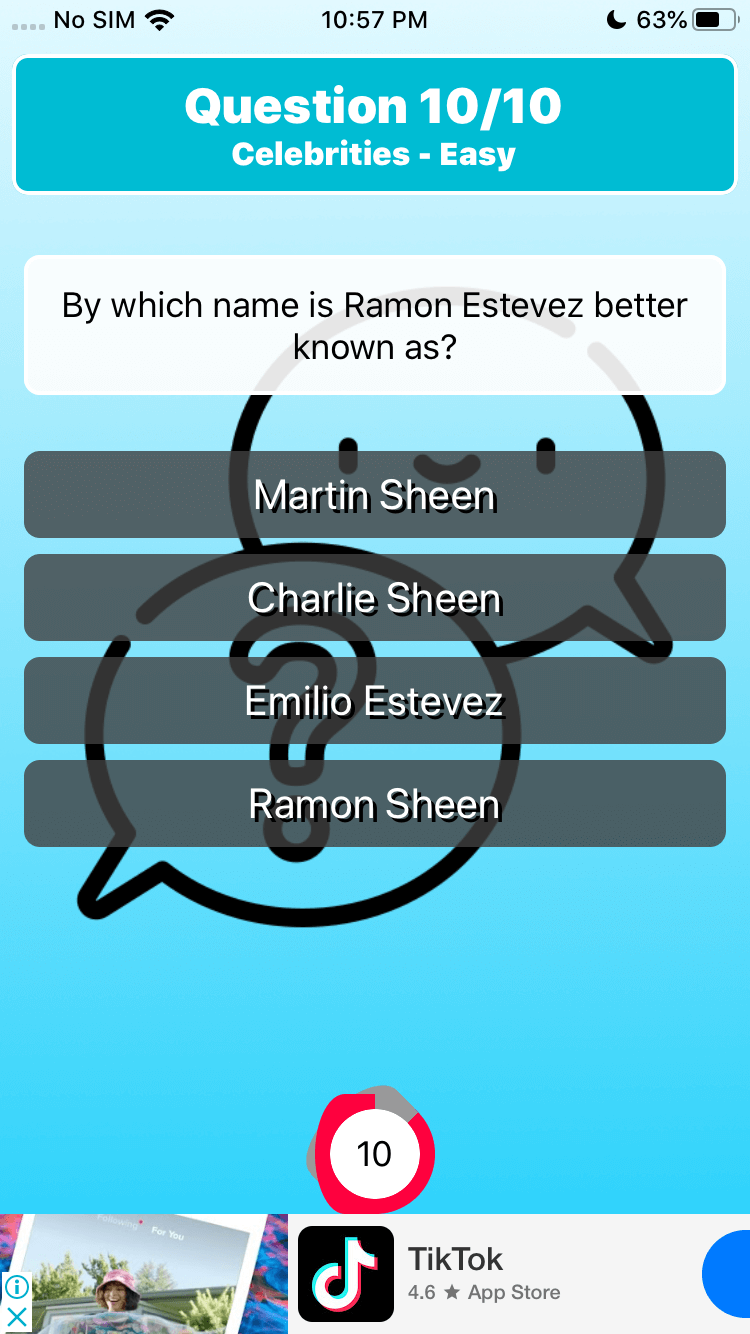 No SIM 10:57 PM 63%
Question 10/10
Celebrities - Easy
By which name is Ramon Estevez better
known as?
Martin Sheen
Charlie Sheen
Emilio Estevez
Ramon Sheen
10
Following For You
TikTok
4.6 ★ App Store